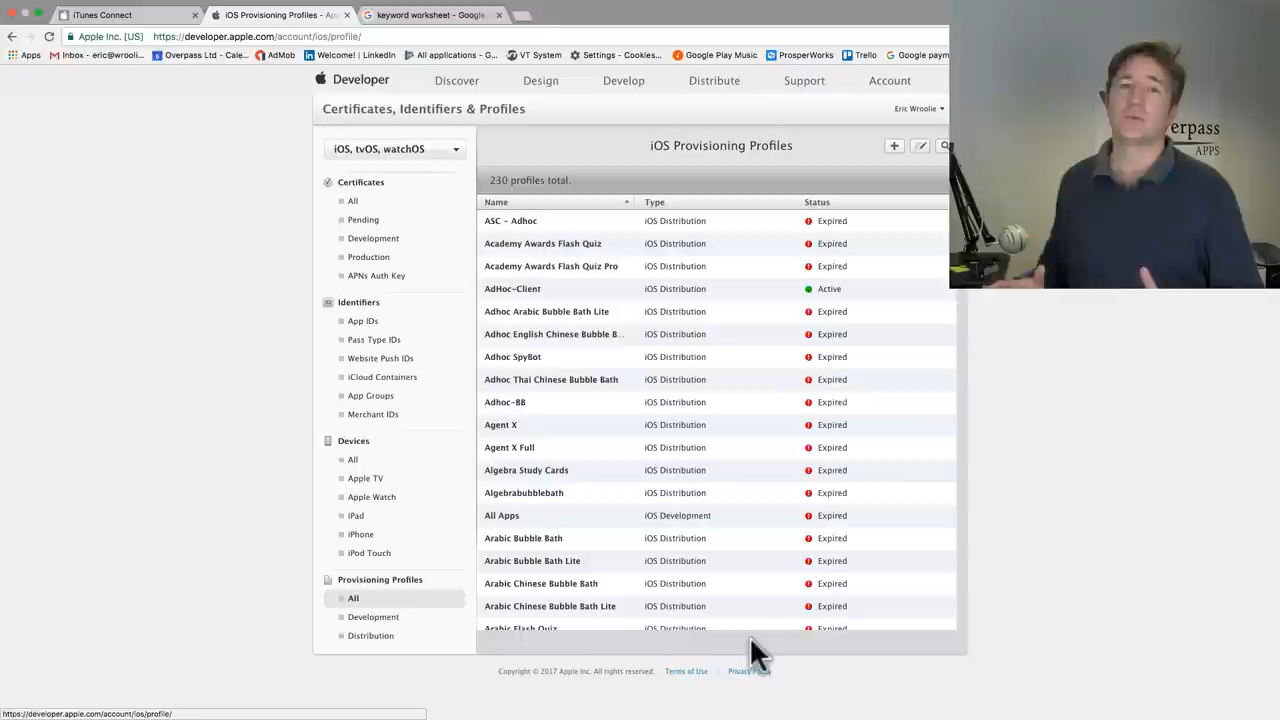 iTunes Connect
iOS Provisioning Profiles - Ap
keyword worksheet - Google
Apple Inc. [US]
https://developer.apple.com/account/ios/profile/
Apps
Inbox - eric@wrooli...
Overpass Ltd - Cale...
AdMob
Welcome! | LinkedIn
All applications - G...
VT System
Settings - Cookies...
Google Play Music
ProsperWorks
Trello
Google paym
Developer
Discover
Design
Develop
Distribute
Support
Account
Certificates, Identifiers & Profiles
Eric Wroolie
iOS, tvOS, watchOS
Certificates
All
Pending
Development
Production
APNs Auth Key
Identifiers
App IDs
Pass Type IDs
Website Push IDs
iCloud Containers
App Groups
Merchant IDs
Devices
All
Apple TV
Apple Watch
iPad
iPhone
iPod Touch
Provisioning Profiles
All
Development
Distribution
iOS Provisioning Profiles
230 profiles total.
Name Type Status
ASC - Adhoc iOS Distribution Expired
Academy Awards Flash Quiz iOS Distribution Expired
Academy Awards Flash Quiz Pro iOS Distribution Expired
AdHoc-Client iOS Distribution Active
Adhoc Arabic Bubble Bath Lite iOS Distribution Expired
Adhoc English Chinese Bubble B... iOS Distribution Expired
Adhoc SpyBot iOS Distribution Expired
Adhoc Thai Chinese Bubble Bath iOS Distribution Expired
Adhoc-BB iOS Distribution Expired
Agent X iOS Distribution Expired
Agent X Full iOS Distribution Expired
Algebra Study Cards iOS Distribution Expired
Algebrabubblebath iOS Distribution Expired
All Apps iOS Development Expired
Arabic Bubble Bath iOS Distribution Expired
Arabic Bubble Bath Lite iOS Distribution Expired
Arabic Chinese Bubble Bath iOS Distribution Expired
Arabic Chinese Bubble Bath Lite iOS Distribution Expired
Arabic Flash Quiz iOS Distribution Expired
Copyright © 2017 Apple Inc. All rights reserved.
Terms of Use
Privacy Policy
https://developer.apple.com/account/ios/profile/
erpass
APPS